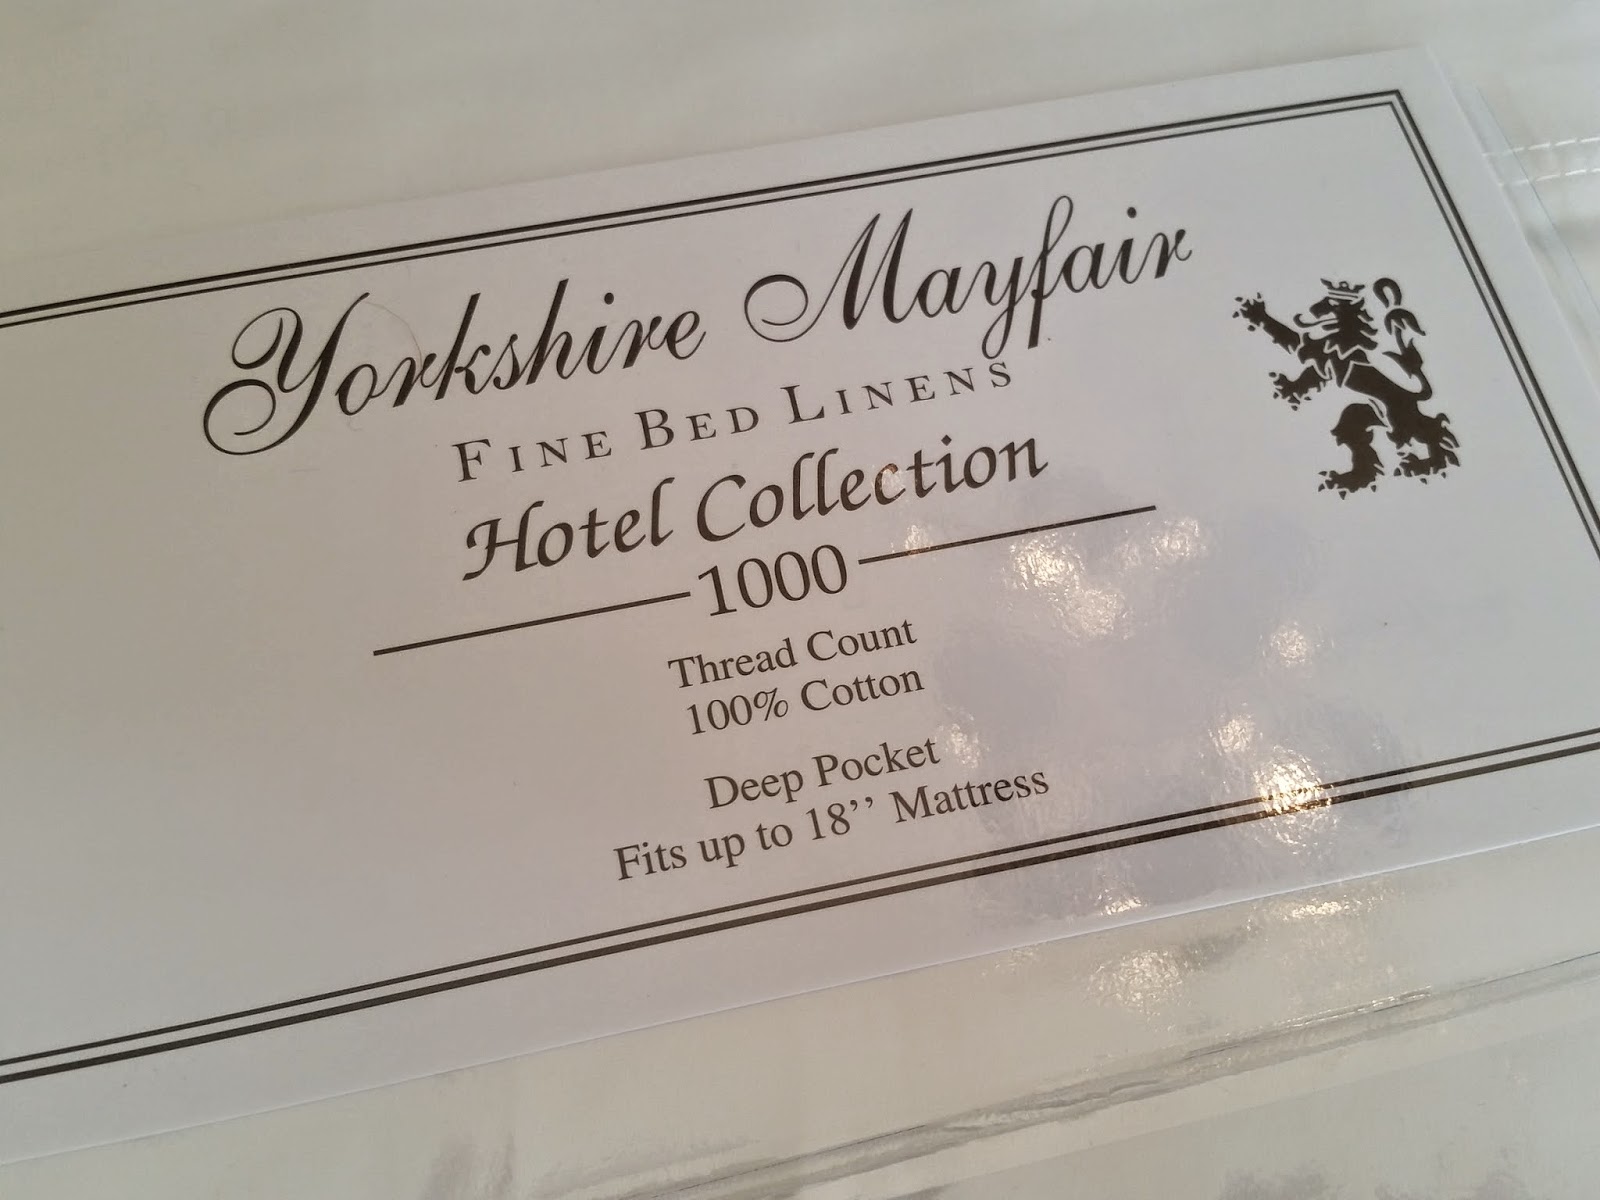 Yorkshire Mayfair
FINE BED LINENS
Hotel Collection
1000
Thread Count
100% Cotton
Deep Pocket
Fits up to 18’’ Mattress